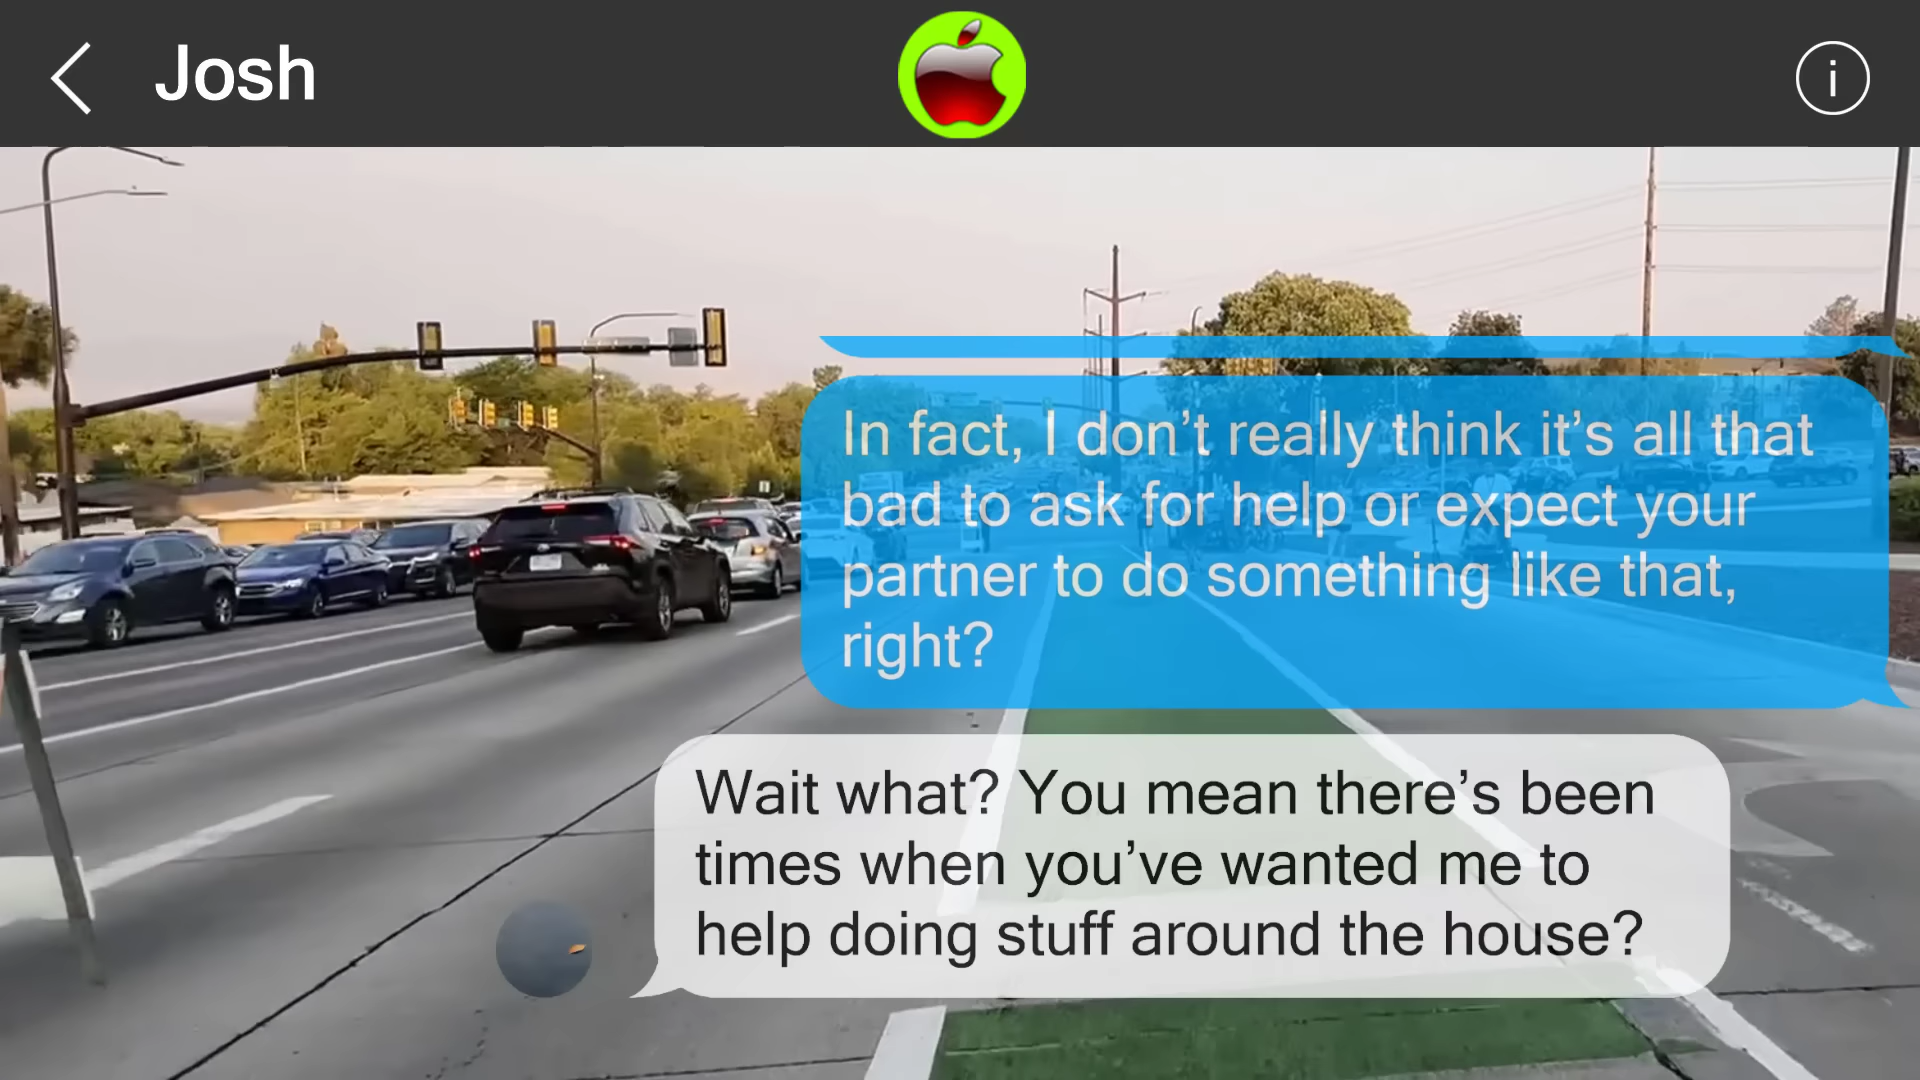 Josh
i
In fact, I don’t really think it’s all that
bad to ask for help or expect your
partner to do something like that,
right?
Wait what? You mean there’s been
times when you’ve wanted me to
help doing stuff around the house?